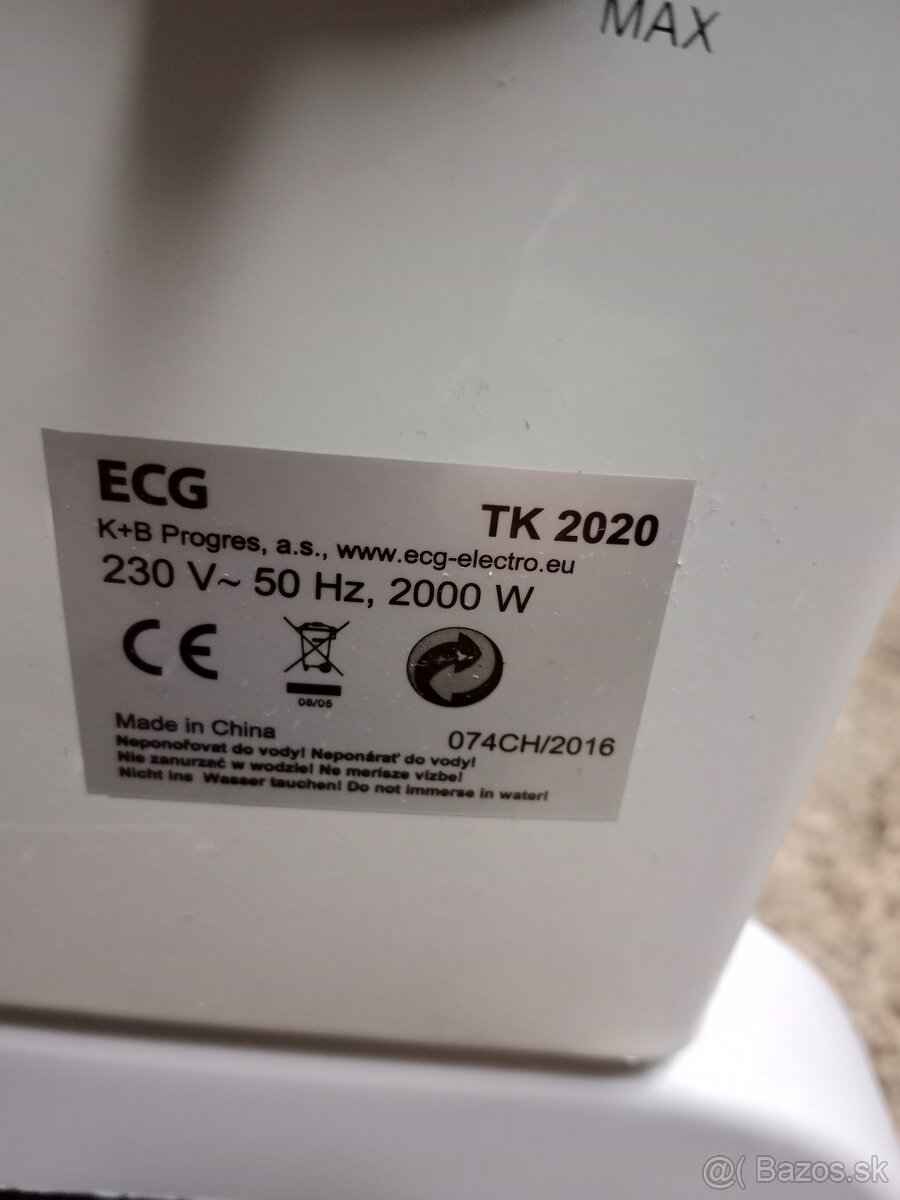 MAX
ECG
TK 2020
K+B Progres, a.s., www.ecg-electro.eu
230 V~ 50 Hz, 2000 W
CE
08/05
Made in China
074CH/2016
Neponořovat do vody! Neponárať do vody!
Nie zanurzać w wodzie! Ne merísze vízbe!
Nicht ins Wasser tauchen! Do not immerse in water!
@( Bazos.sk